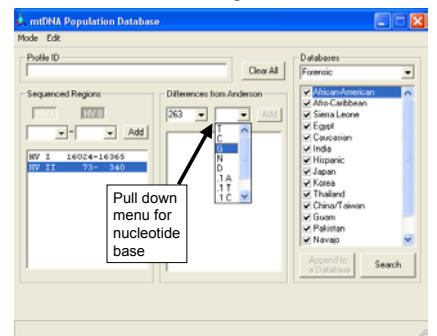 mtDNA Population Database
Mode Edit
Profile ID
Clear All
Sequenced Regions
HV I HV II
- Add
HV I 16024-16365
HV II 73- 340
Differences from Anderson
263 Add
T
C
G
N
D
.1 A
.1 T
.1 C
Pull down
menu for
nucleotide
base
Databases
Forensic
African-American
Afro-Caribbean
Sierra Leone
Egypt
Caucasian
India
Hispanic
Japan
Korea
Thailand
China/Taiwan
Guam
Pakistan
Navajo
Append to
a Database
Search